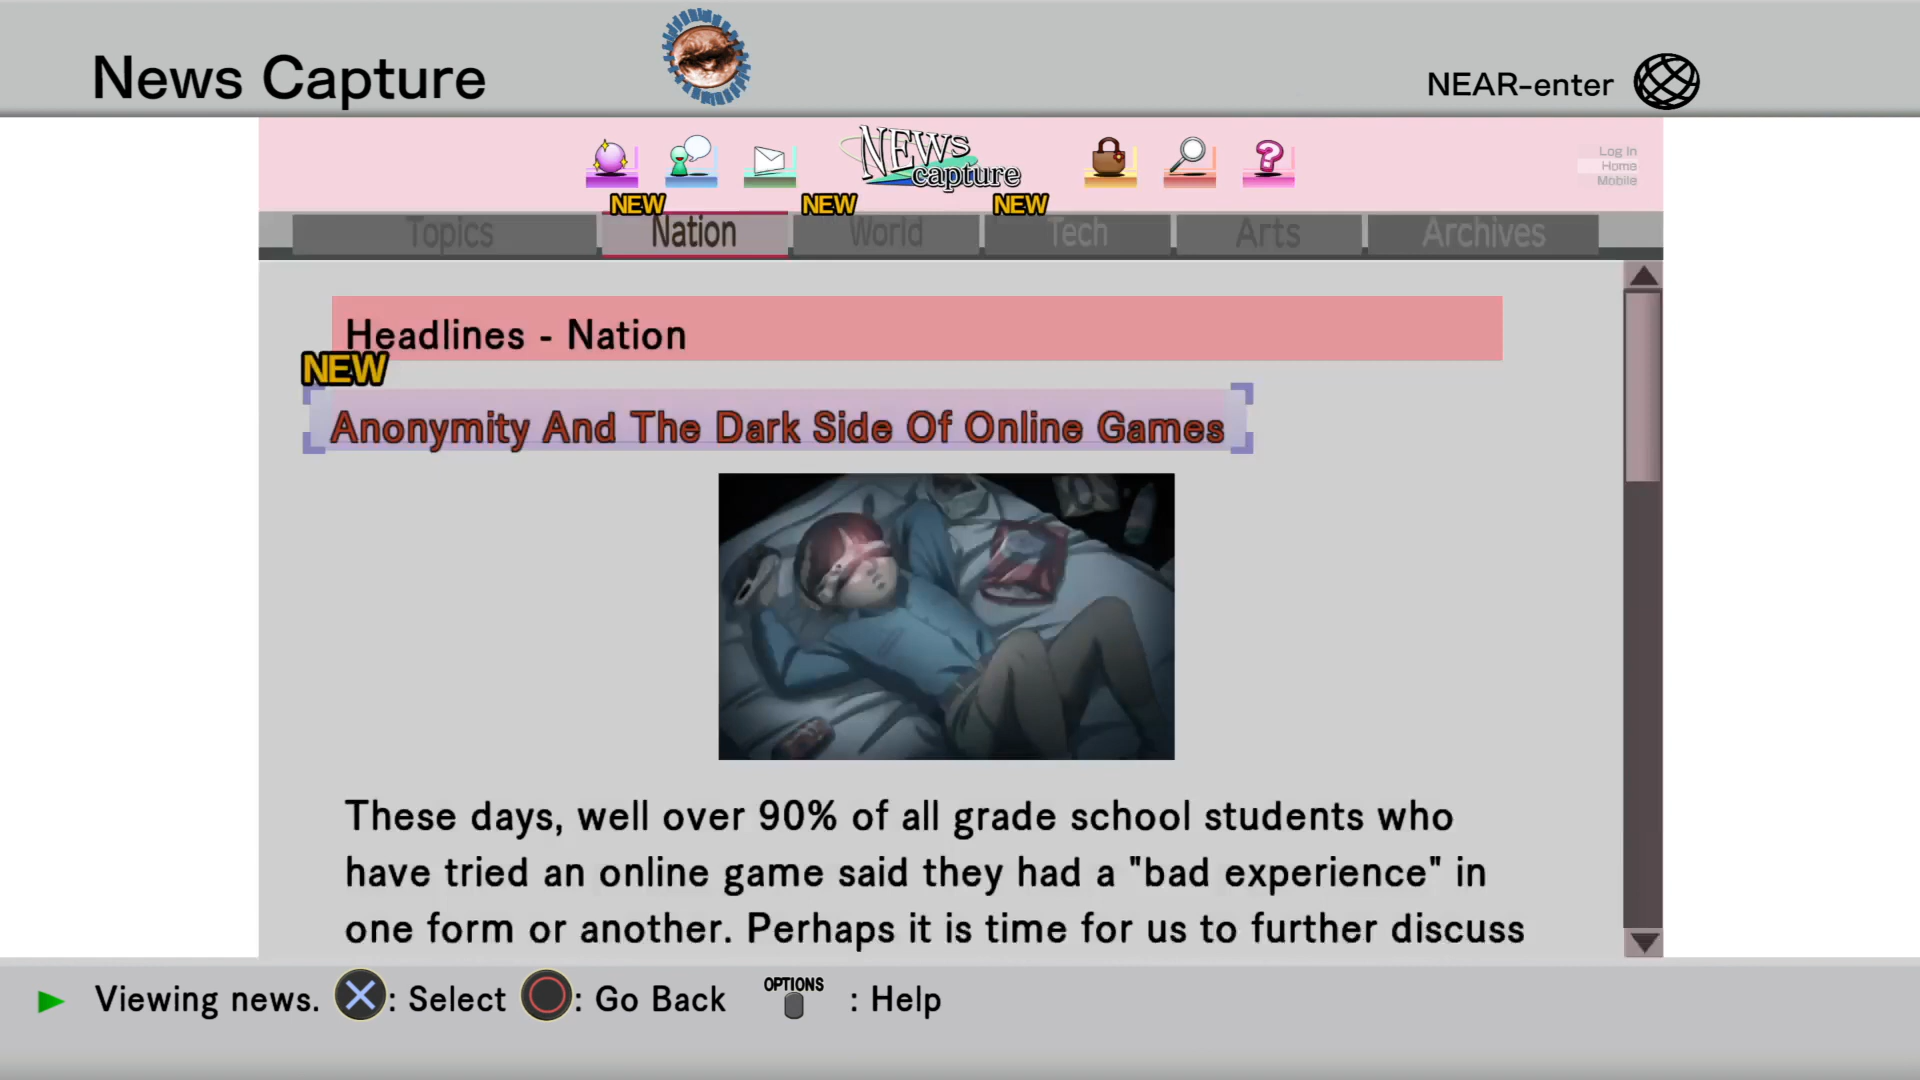 News Capture
NEAR-enter
NEWS
capture
Log In
Home
Mobile
NEW
NEW
NEW
Topics
Nation
World
Tech
Arts
Archives
Headlines - Nation
NEW
Anonymity And The Dark Side Of Online Games
These days, well over 90% of all grade school students who
have tried an online game said they had a "bad experience" in
one form or another. Perhaps it is time for us to further discuss
Viewing news. : Select : Go Back OPTIONS : Help